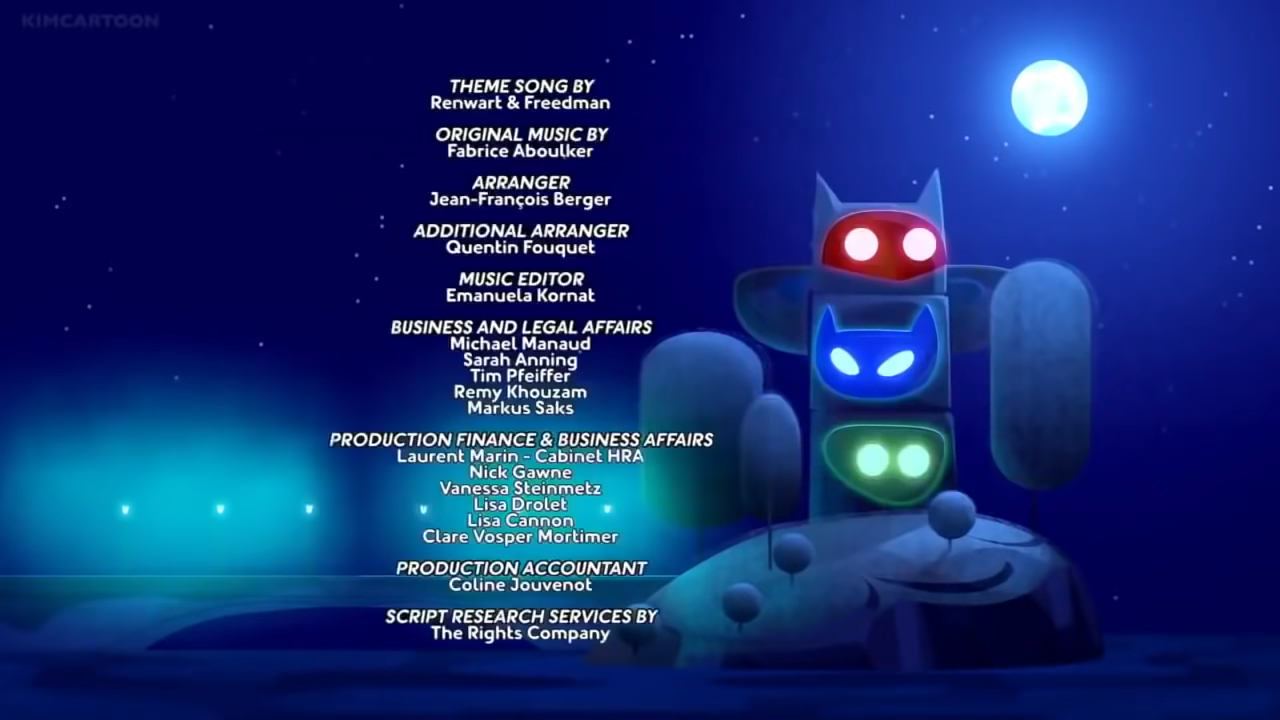 KIMCARTOON
THEME SONG BY
Renwart & Freedman
ORIGINAL MUSIC BY
Fabrice Aboulker
ARRANGER
Jean-François Berger
ADDITIONAL ARRANGER
Quentin Fouquet
MUSIC EDITOR
Emanuela Kornat
BUSINESS AND LEGAL AFFAIRS
Michael Manaud
Sarah Anning
Tim Pfeiffer
Remy Khouzam
Markus Saks
PRODUCTION FINANCE & BUSINESS AFFAIRS
Laurent Marin - Cabinet HRA
Nick Gawne
Vanessa Steinmetz
Lisa Drolet
Lisa Cannon
Clare Vosper Mortimer
PRODUCTION ACCOUNTANT
Coline Jouvenot
SCRIPT RESEARCH SERVICES BY
The Rights Company